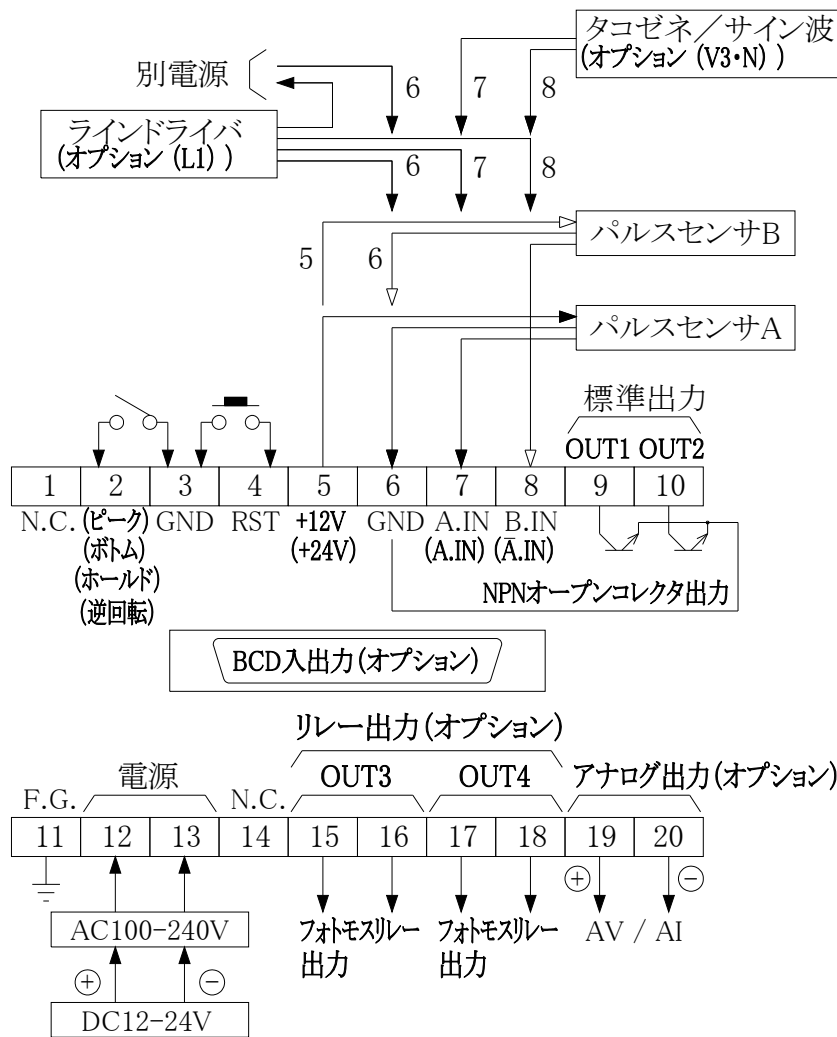 タコゼネ／サイン波
(オプション (V3・N) )
別電源
6
7
8
ラインドライバ
(オプション (L1) )
6
7
8
5
6
パルスセンサB
パルスセンサA
標準出力
OUT1 OUT2
1 2 3 4 5 6 7 8 9 10
N.C. (ピーク) GND RST +12V GND A.IN B.IN
(ボトム) (+24V) (A.IN) (A̅.IN)
(ホールド)
(逆回転)
NPNオープンコレクタ出力
BCD入出力(オプション)
リレー出力(オプション)
電源 OUT3 OUT4 アナログ出力(オプション)
F.G. N.C.
11 12 13 14 15 16 17 18 19 20
⊕ ⊖
AC100-240V フォトモスリレー フォトモスリレー AV / AI
出力 出力
⊕ ⊖
DC12-24V